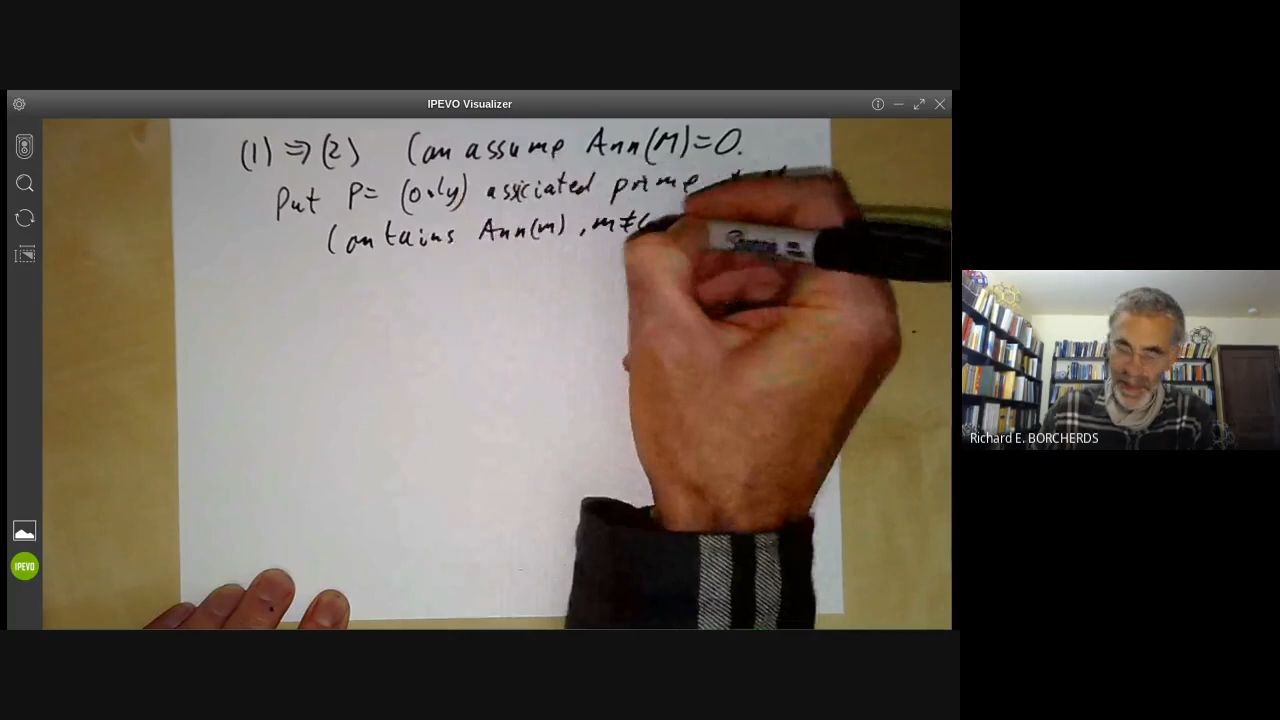 IPEVO Visualizer
(1) ⇒ (2) Can assume Ann(M)=0.
Put P= (only) associated prime
Contains Ann(m), m≠
IPEVO
Richard E. BORCHERDS